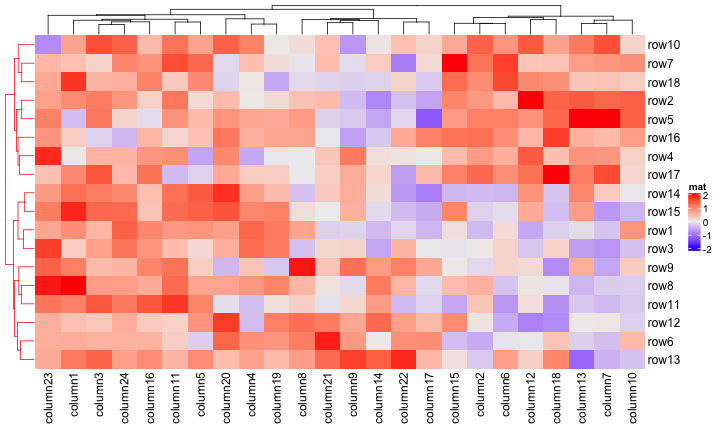 row10
row7
row18
row2
row5
row16
row4
row17
row14
row15
row1
row3
row9
row8
row11
row12
row6
row13
mat
2
1
0
-1
-2
column23
column1
column3
column24
column16
column11
column5
column20
column4
column19
column8
column21
column9
column14
column22
column17
column15
column2
column6
column12
column18
column13
column7
column10